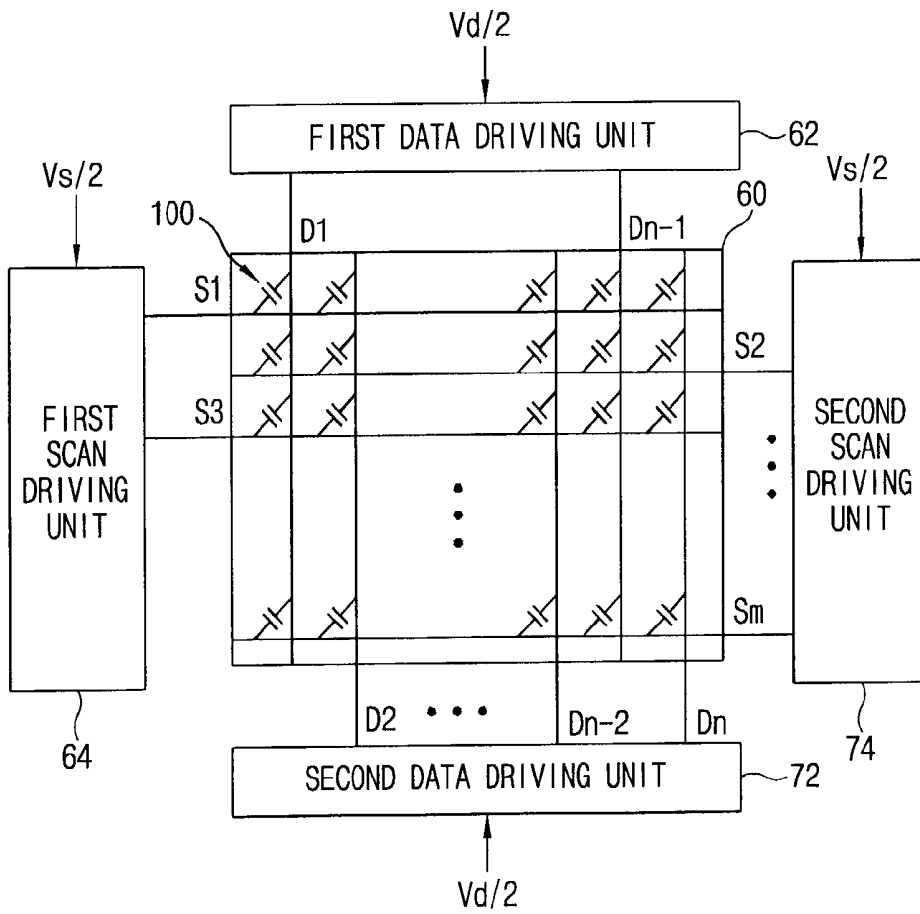 Vd/2
FIRST DATA DRIVING UNIT
62
Vs/2
100
D1
Dn-1
60
Vs/2
S1
S2
S3
FIRST
SCAN
DRIVING
UNIT
SECOND
SCAN
DRIVING
UNIT
Sm
64
D2
Dn-2
Dn
74
SECOND DATA DRIVING UNIT
72
Vd/2